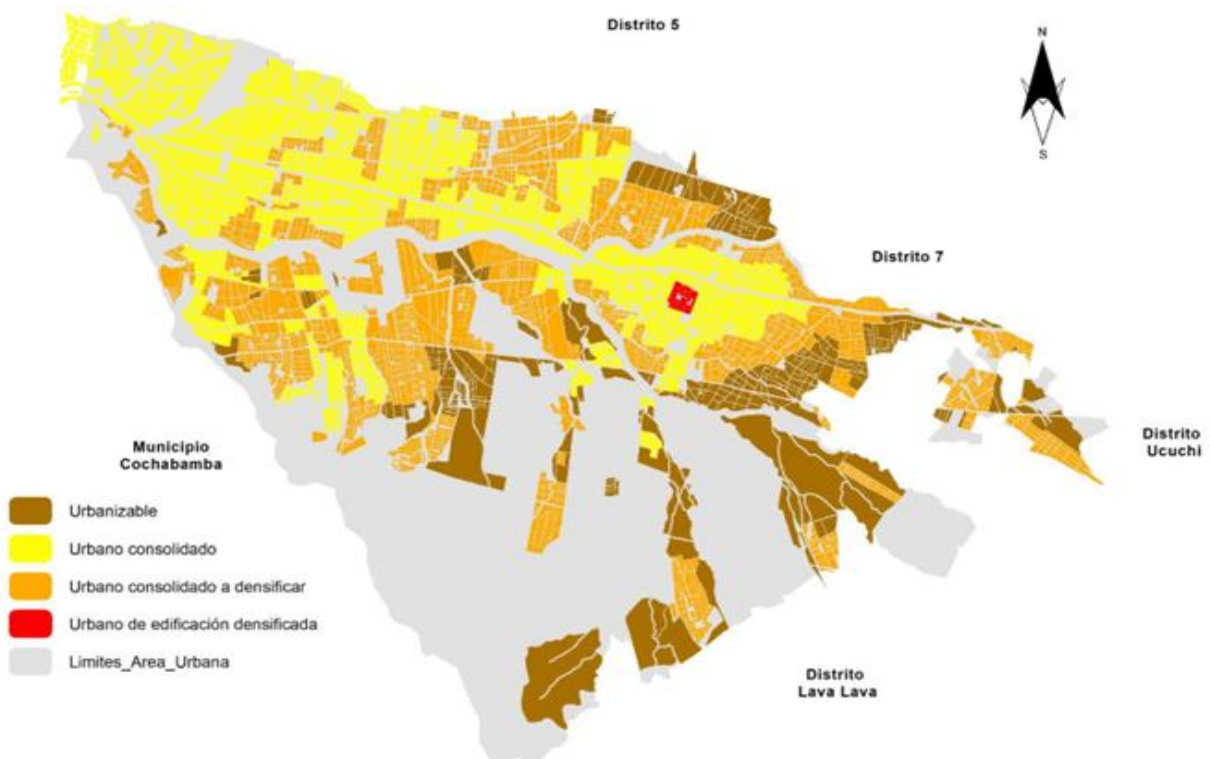 Distrito 5
N
S
Distrito 7
Distrito
Ucuchi
Municipio
Cochabamba
Urbanizable
Urbano consolidado
Urbano consolidado a densificar
Urbano de edificación densificada
Limites_Area_Urbana
Distrito
Lava Lava